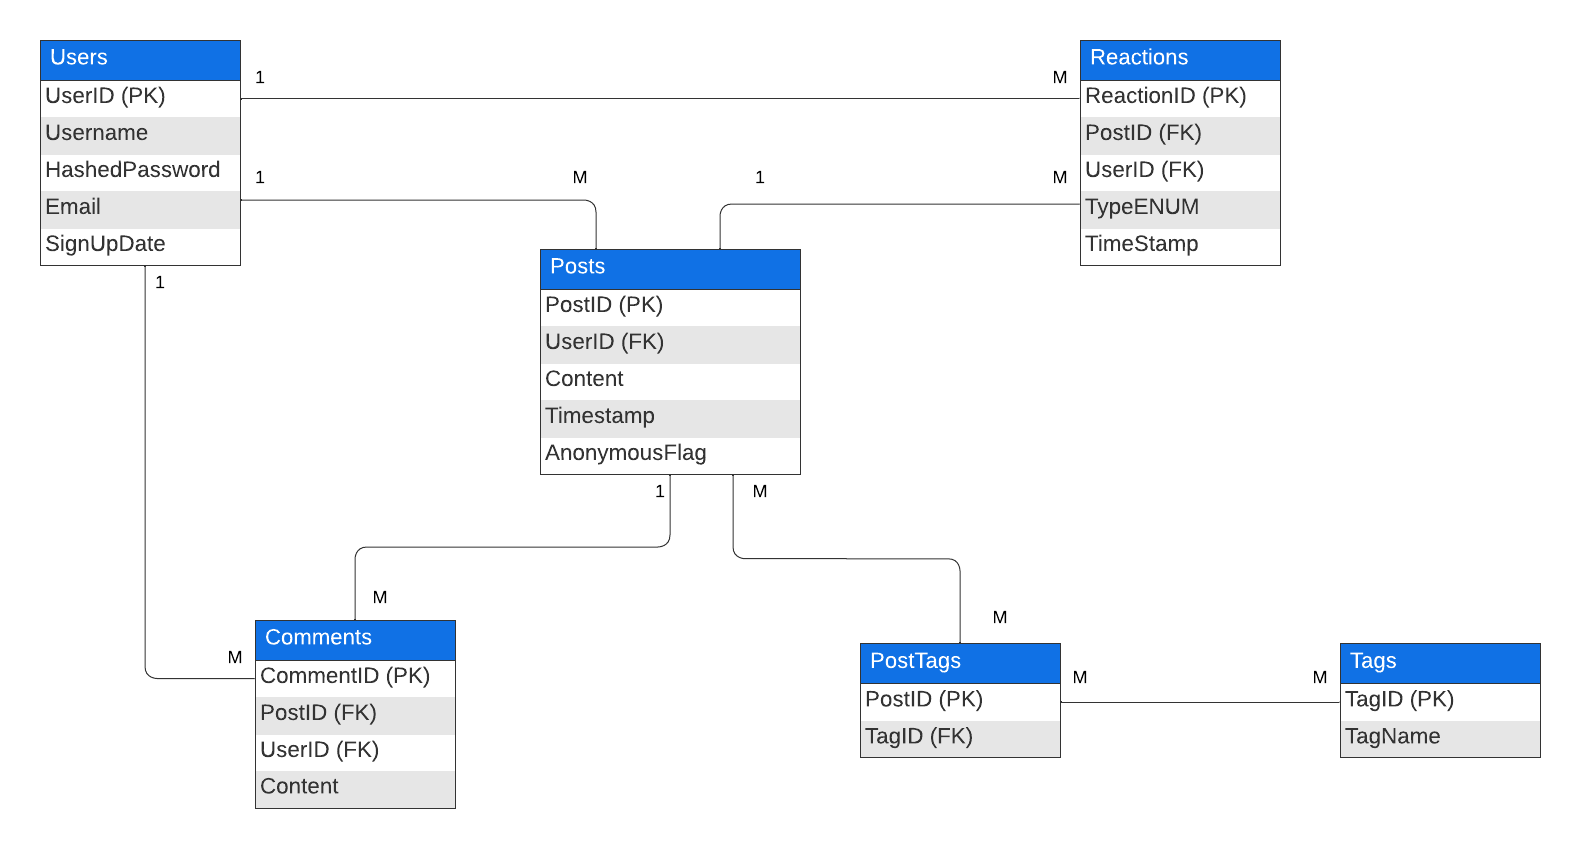 Users
UserID (PK)
Username
HashedPassword
Email
SignUpDate
1
M
1
M
1
M
1
Reactions
ReactionID (PK)
PostID (FK)
UserID (FK)
TypeENUM
TimeStamp
Posts
PostID (PK)
UserID (FK)
Content
Timestamp
AnonymousFlag
1
M
M
M
M
Comments
CommentID (PK)
PostID (FK)
UserID (FK)
Content
PostTags
PostID (PK)
TagID (FK)
M
M
Tags
TagID (PK)
TagName